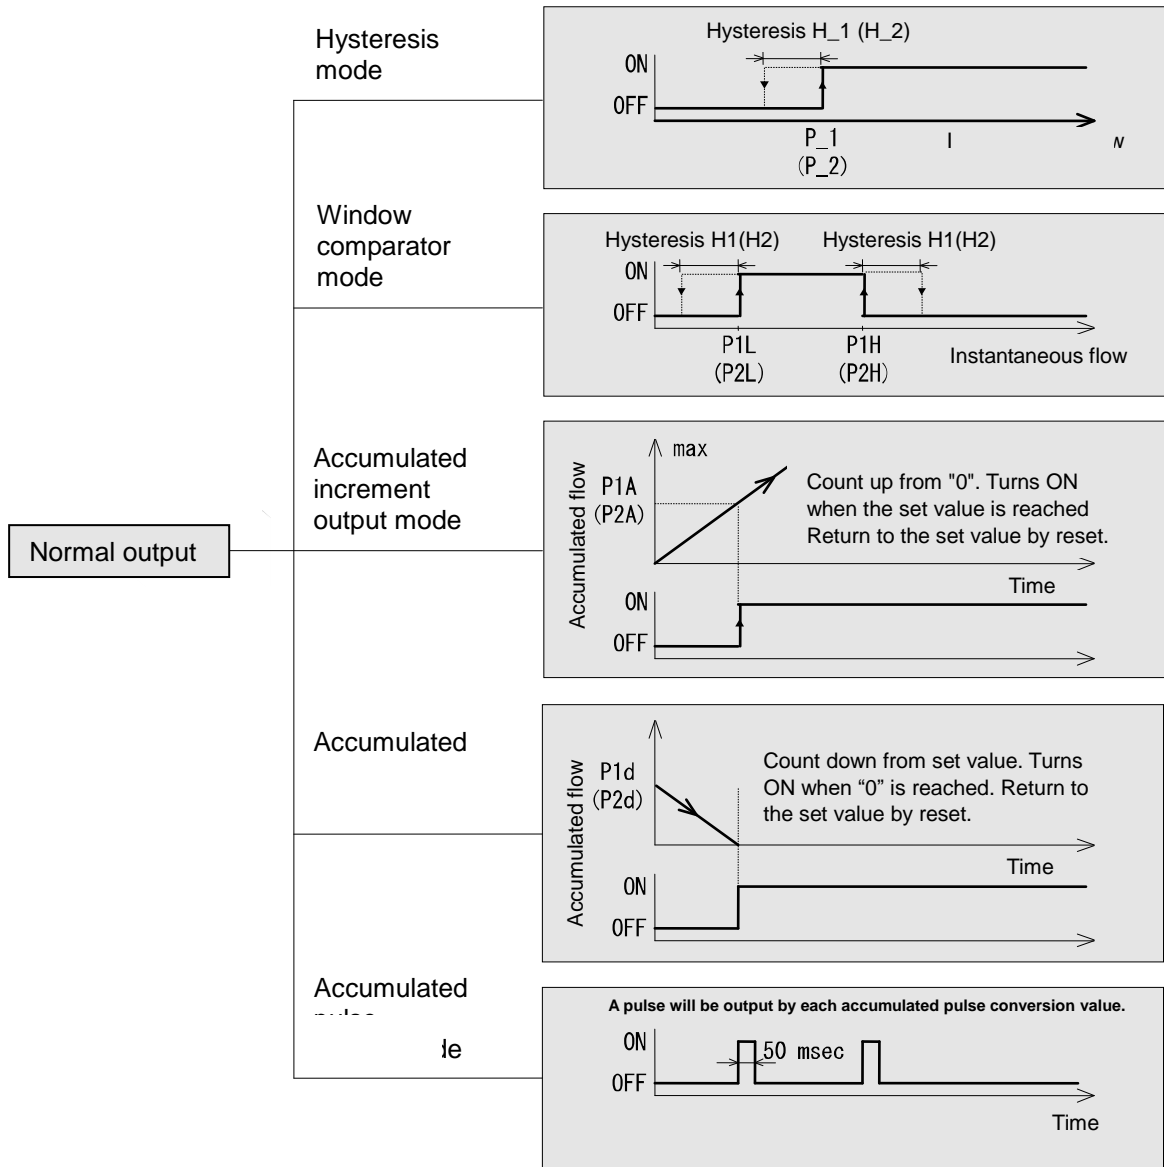 Hysteresis
mode
Hysteresis H_1 (H_2)
ON
OFF
P_1
(P_2)
Window
comparator
mode
Hysteresis H1(H2) Hysteresis H1(H2)
ON
OFF
P1L
(P2L)
P1H
(P2H)
Instantaneous flow
Accumulated
increment
output mode
Accumulated flow
max
P1A
(P2A)
Count up from "0". Turns ON
when the set value is reached
Return to the set value by reset.
Time
ON
OFF
Normal output
Accumulated
Accumulated flow
P1d
(P2d)
Count down from set value. Turns
ON when “0” is reached. Return to
the set value by reset.
Time
ON
OFF
Accumulated
A pulse will be output by each accumulated pulse conversion value.
ON
OFF
50 msec
Time